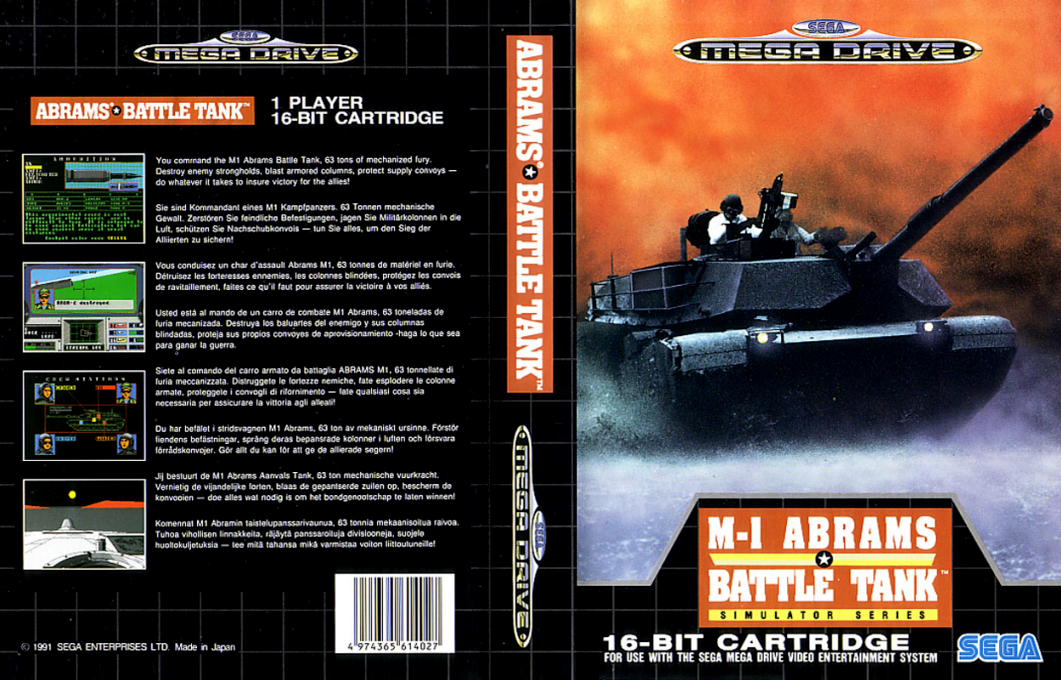 SEGA
MEGA DRIVE
ABRAMS® BATTLE TANK™
1 PLAYER
16-BIT CARTRIDGE
You command the M1 Abrams Battle Tank, 63 tons of mechanized fury.
Destroy enemy strongholds, blast armored columns, protect supply convoys —
do whatever it takes to insure victory for the allies!
Sie sind Kommandant eines M1 Kampfpanzers. 63 Tonnen mechanische
Gewalt. Zerstören Sie feindliche Befestigungen, jagen Sie Militärkolonnen in die
Luft, schützen Sie Nachschubkonvois — tun Sie alles, um den Sieg der
Alliierten zu sichern!
Vous conduisez un char d'assault Abrams M1, 63 tonnes de matériel en furie.
Détruisez les forteresses ennemies, les colonnes blindées, protégez les convois
de ravitaillement, faites ce qu'il faut pour assurer la victoire à vos alliés.
Usted está al mando de un carro de combate M1 Abrams, 63 toneladas de
furia mecanizada. Destruya los baluartes del enemigo y sus columnas
blindadas, proteja sus propios convoyes de aprovisionamiento -haga lo que sea
para ganar la guerra.
Siete al comando del carro armato da battaglia ABRAMS M1, 63 tonnellate di
furia meccanizzata. Distruggete le fortezze nemiche, fate esplodere le colonne
armate, proteggete i convogli di rifornimento — fate qualsiasi cosa sia
necessaria per assicurare la vittoria agli alleati!
Du har befälet i stridsvagnen M1 Abrams, 63 ton av mekaniskt ursinne. Förstör
fiendens befästningar, spräng deras bepansrade kolonner i luften och försvara
förrådskonvojer. Gör allt du kan för att ge de allierade segern!
Jij bestuurt de M1 Abrams Aanvals Tank, 63 ton mechanische vuurkracht.
Vernietig de vijandelijke forten, blaas de gepantserde zuilen op, bescherm de
konvooien — doe alles wat nodig is om het bondgenootschap te laten winnen!
Komennat M1 Abramin taistelupanssarivaunua, 63 tonnia mekaanisoitua raivoa.
Tuhoa vihollisen linnakkeita, räjäytä panssaroituja divisiooneja, suojele
huoltokuljetuksia — tee mitä tahansa mikä varmistaa voiton liittoutuneille!
AMMUNITION
CREW STATIONS
4 974365 614027
© 1991 SEGA ENTERPRISES LTD. Made in Japan
ABRAMS® BATTLE TANK™
SEGA
MEGA DRIVE
SEGA
MEGA DRIVE
M-1 ABRAMS
BATTLE TANK™
SIMULATOR SERIES
16-BIT CARTRIDGE
FOR USE WITH THE SEGA MEGA DRIVE VIDEO ENTERTAINMENT SYSTEM
SEGA